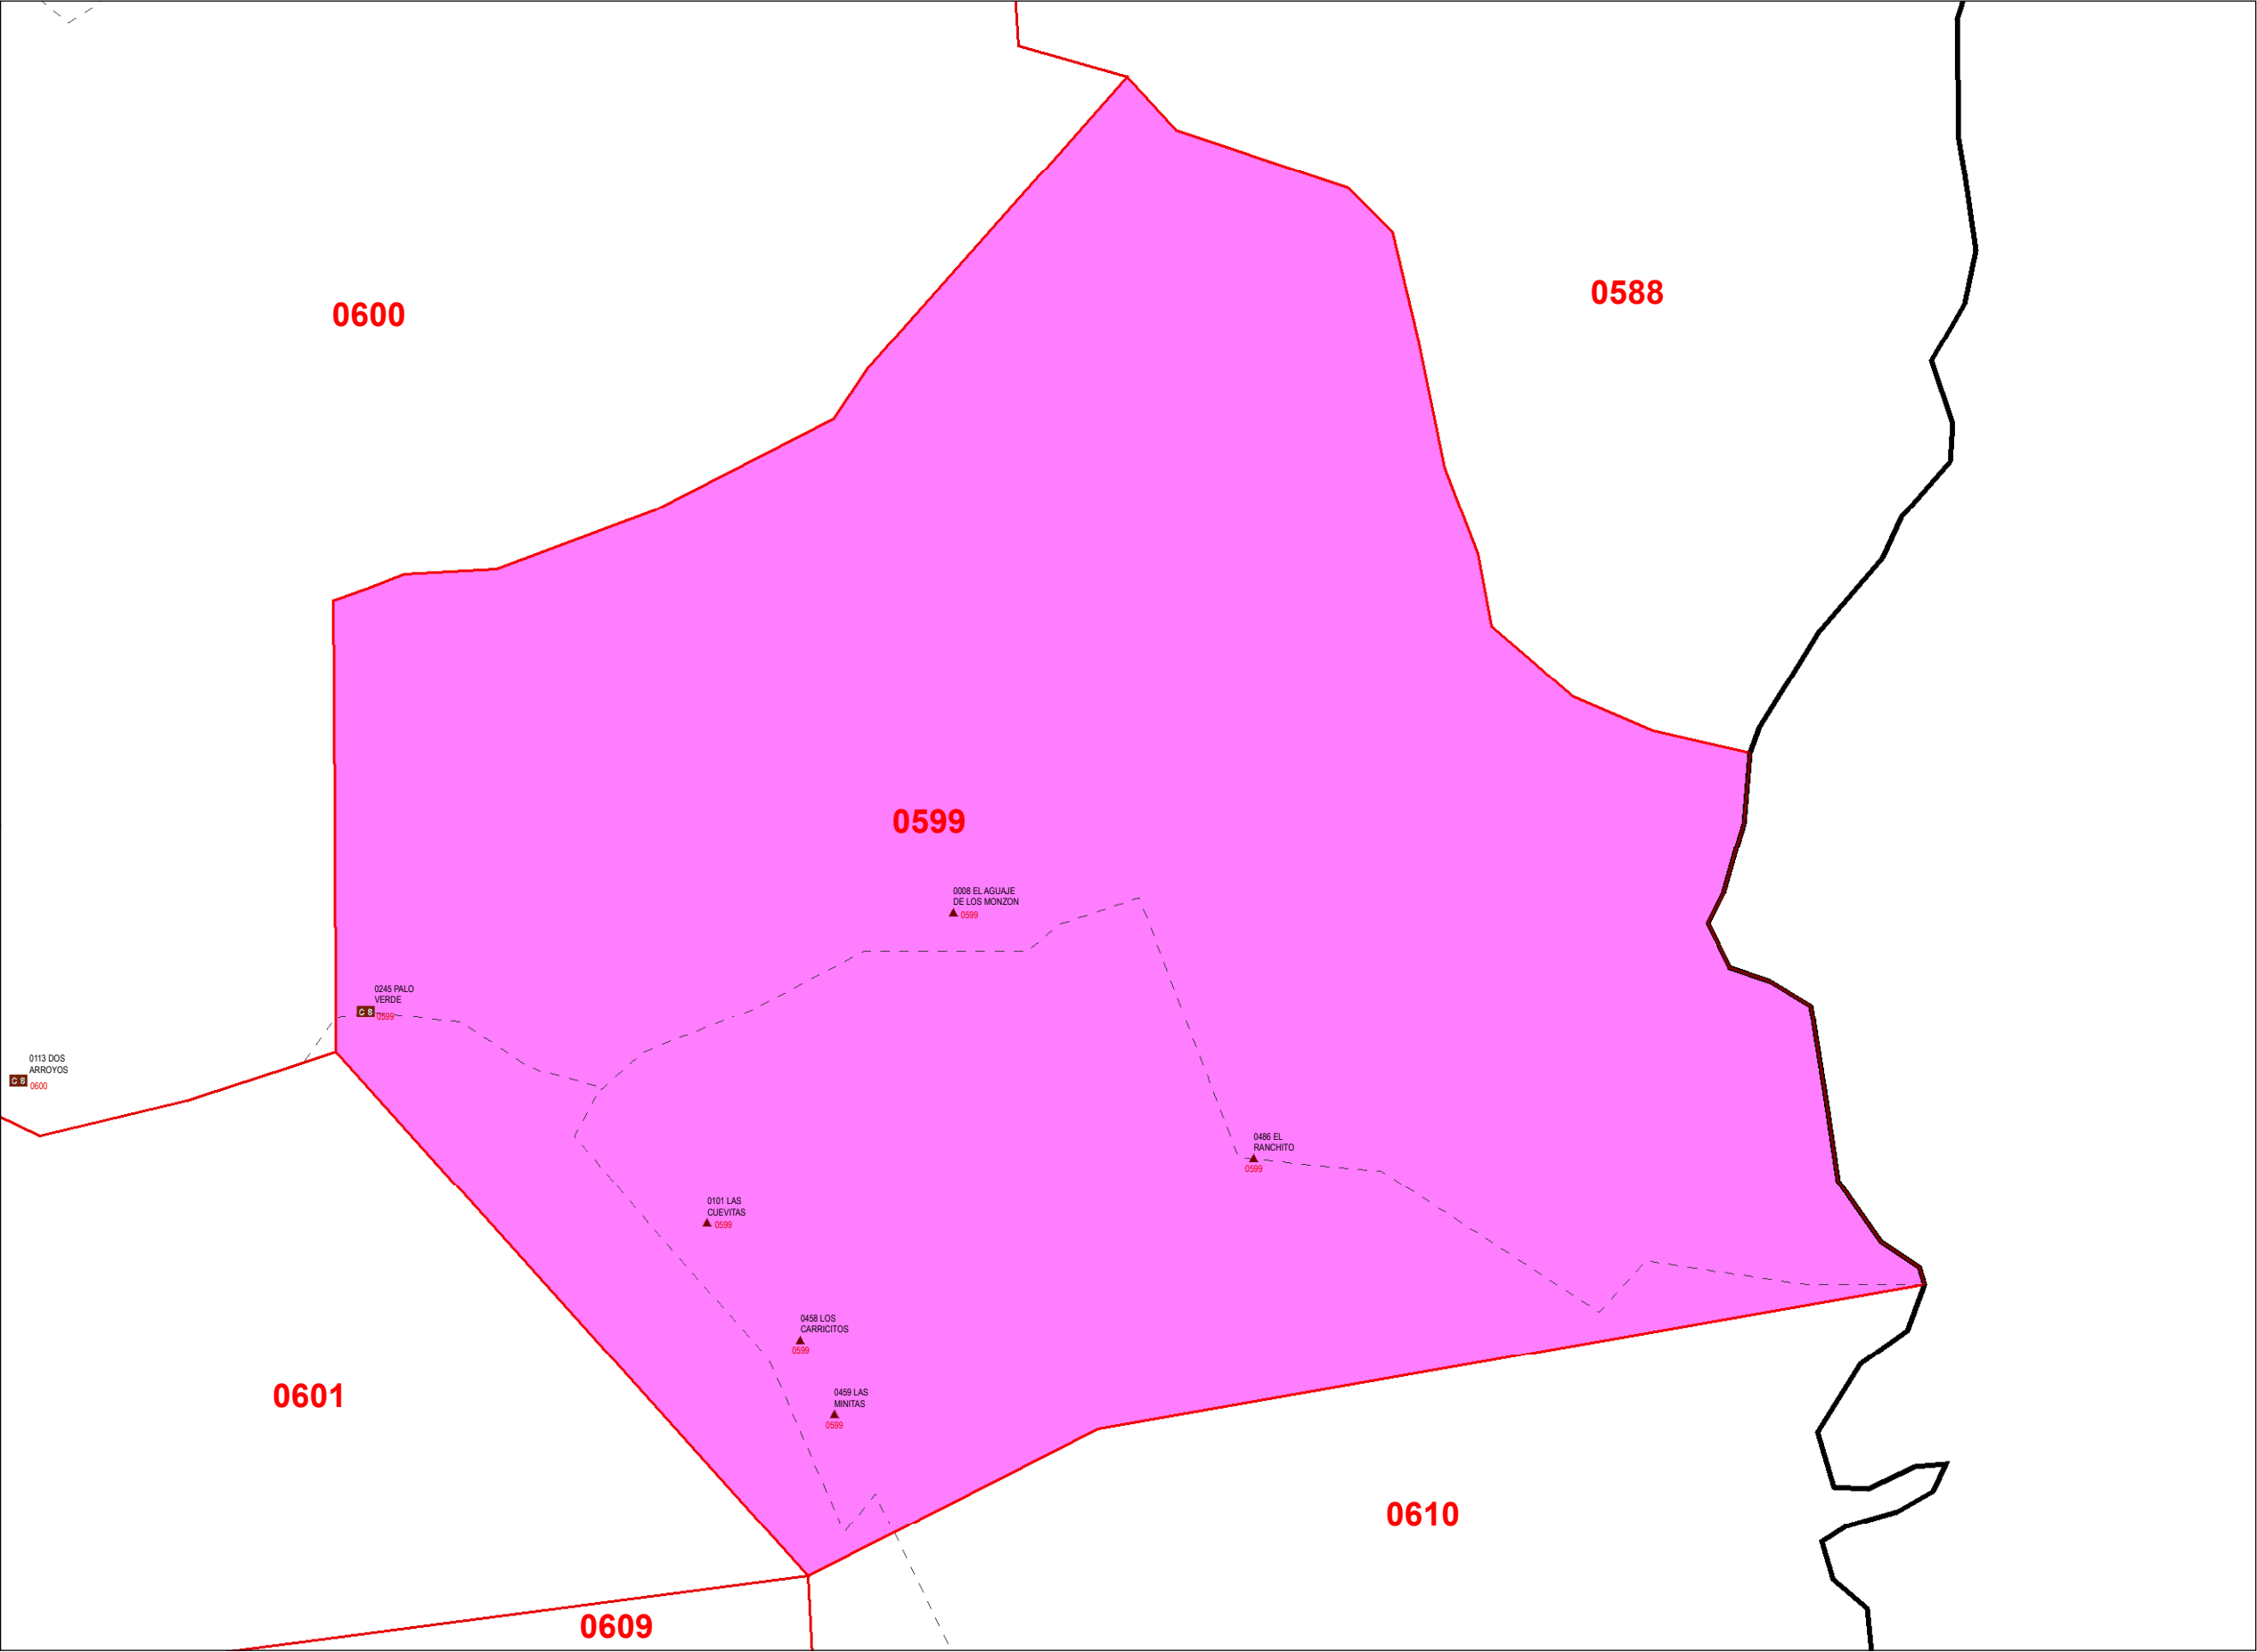 0588
0600
0599
0008 EL AGUAJE
DE LOS MONZON
0599
0245 PALO
VERDE
C S
0599
0113 DOS
ARROYOS
C S
0600
0486 EL
RANCHITO
0599
0101 LAS
CUEVITAS
0599
0458 LOS
CARRICITOS
0599
0459 LAS
MINITAS
0599
0601
0610
0609